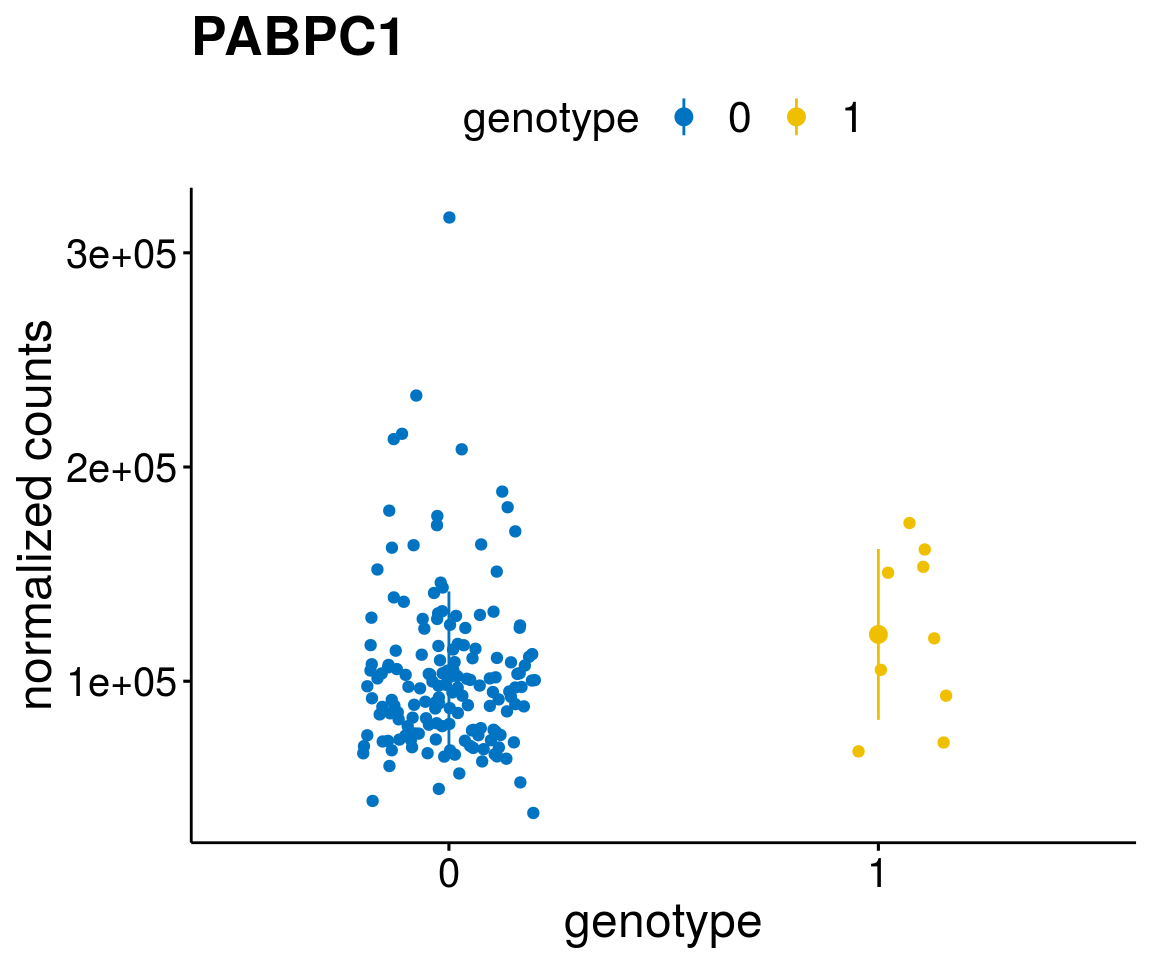 PABPC1
genotype 0 1
normalized counts
3e+05
2e+05
1e+05
0 1
genotype